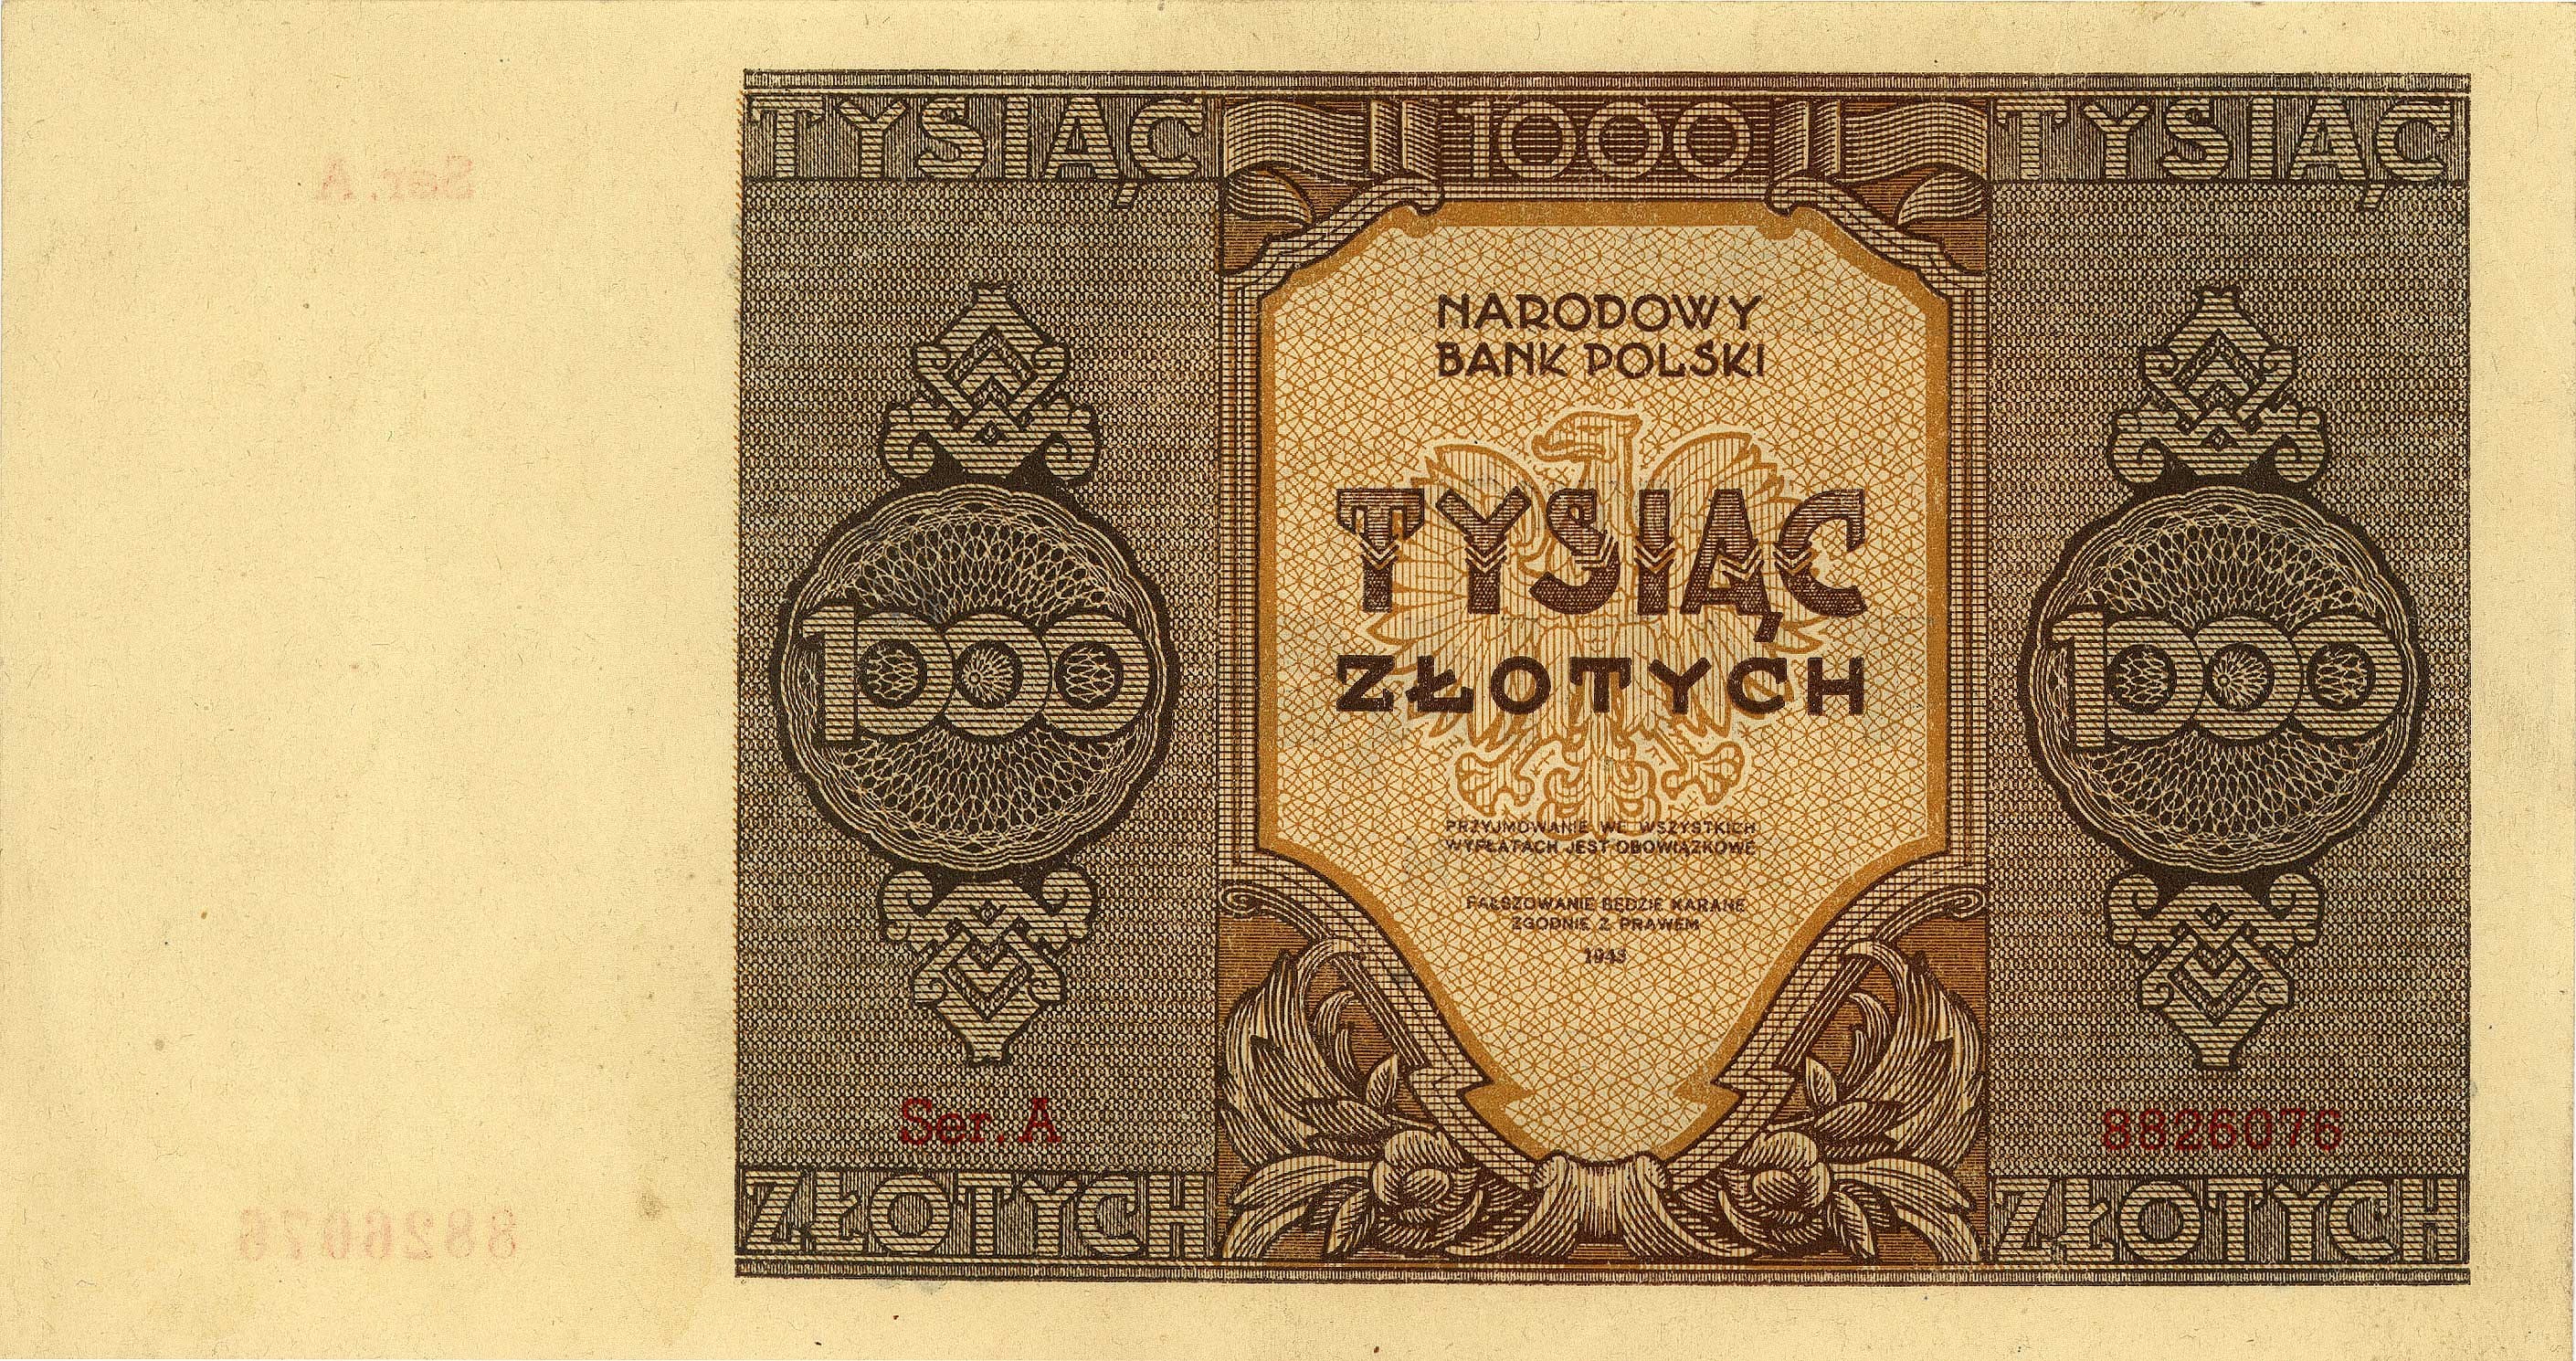 TYSIĄC 1000 TYSIĄC
Ser. A
NARODOWY
BANK POLSKI
TYSIĄC
ZŁOTYCH
1000
1000
PRZYJMOWANIE WE WSZYSTKICH
WYPŁATACH JEST OBOWIĄZKOWE
FAŁSZOWANIE BĘDZIE KARANE
ZGODNIE Z PRAWEM
1945
Ser. A
8826076
ZŁOTYCH ZŁOTYCH
8826076